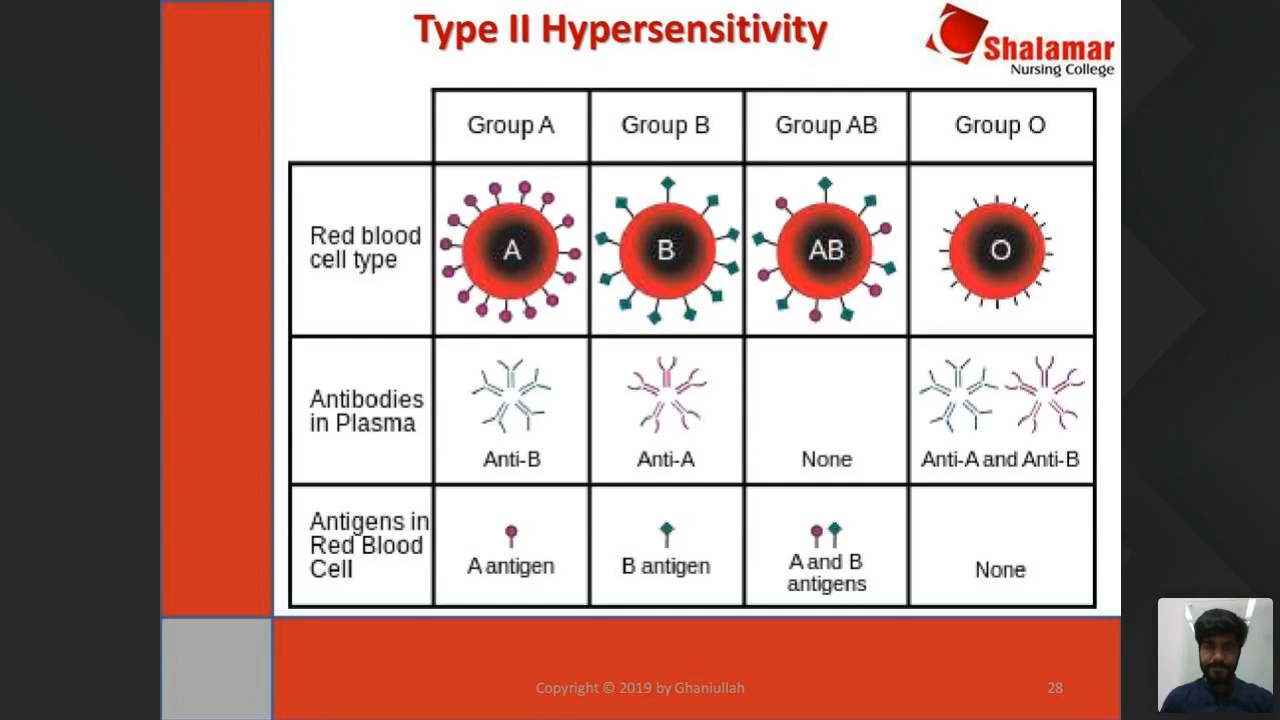 Type II Hypersensitivity
Shalamar
Nursing College
Group A
Group B
Group AB
Group O
Red blood
cell type
A
B
AB
O
Antibodies
in Plasma
Anti-B
Anti-A
None
Anti-A and Anti-B
Antigens in
Red Blood
Cell
A antigen
B antigen
A and B
antigens
None
Copyright © 2019 by Ghaniullah
28